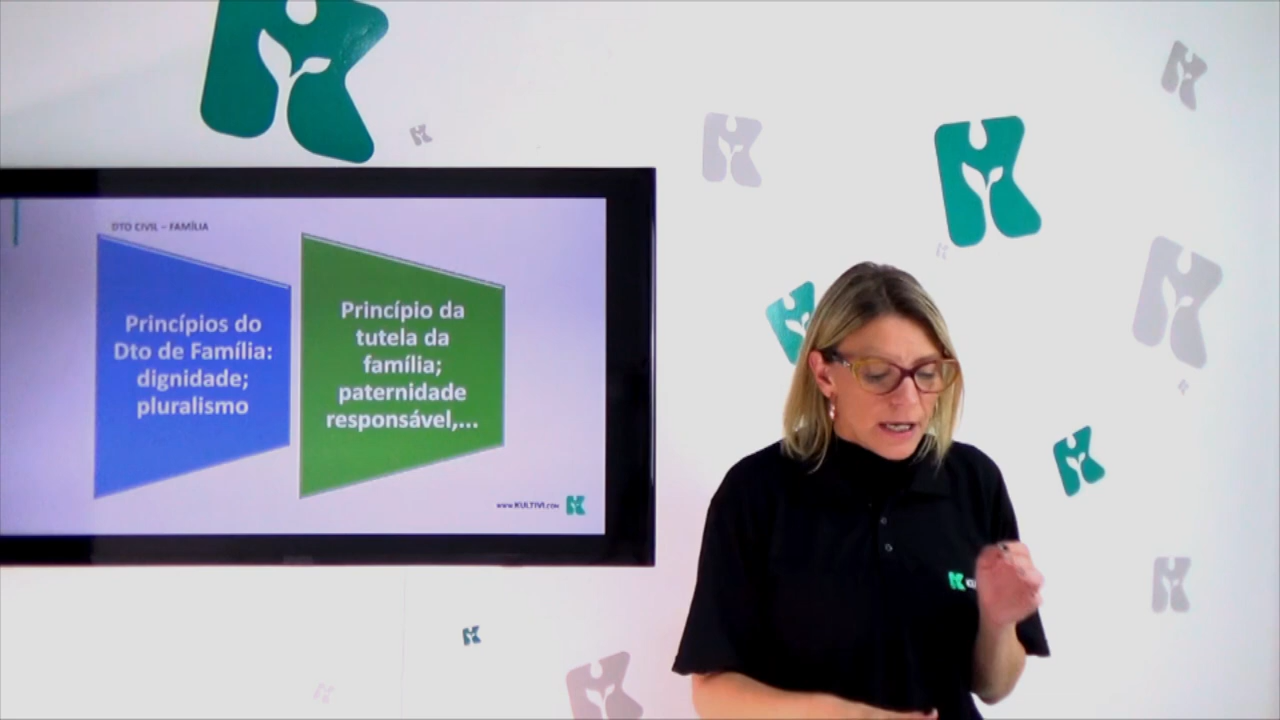 DTO CIVIL – FAMÍLIA
Princípios do
Dto de Família:
dignidade;
pluralismo
Princípio da
tutela da
família;
paternidade
responsável,...
www.KULTIVI.COM